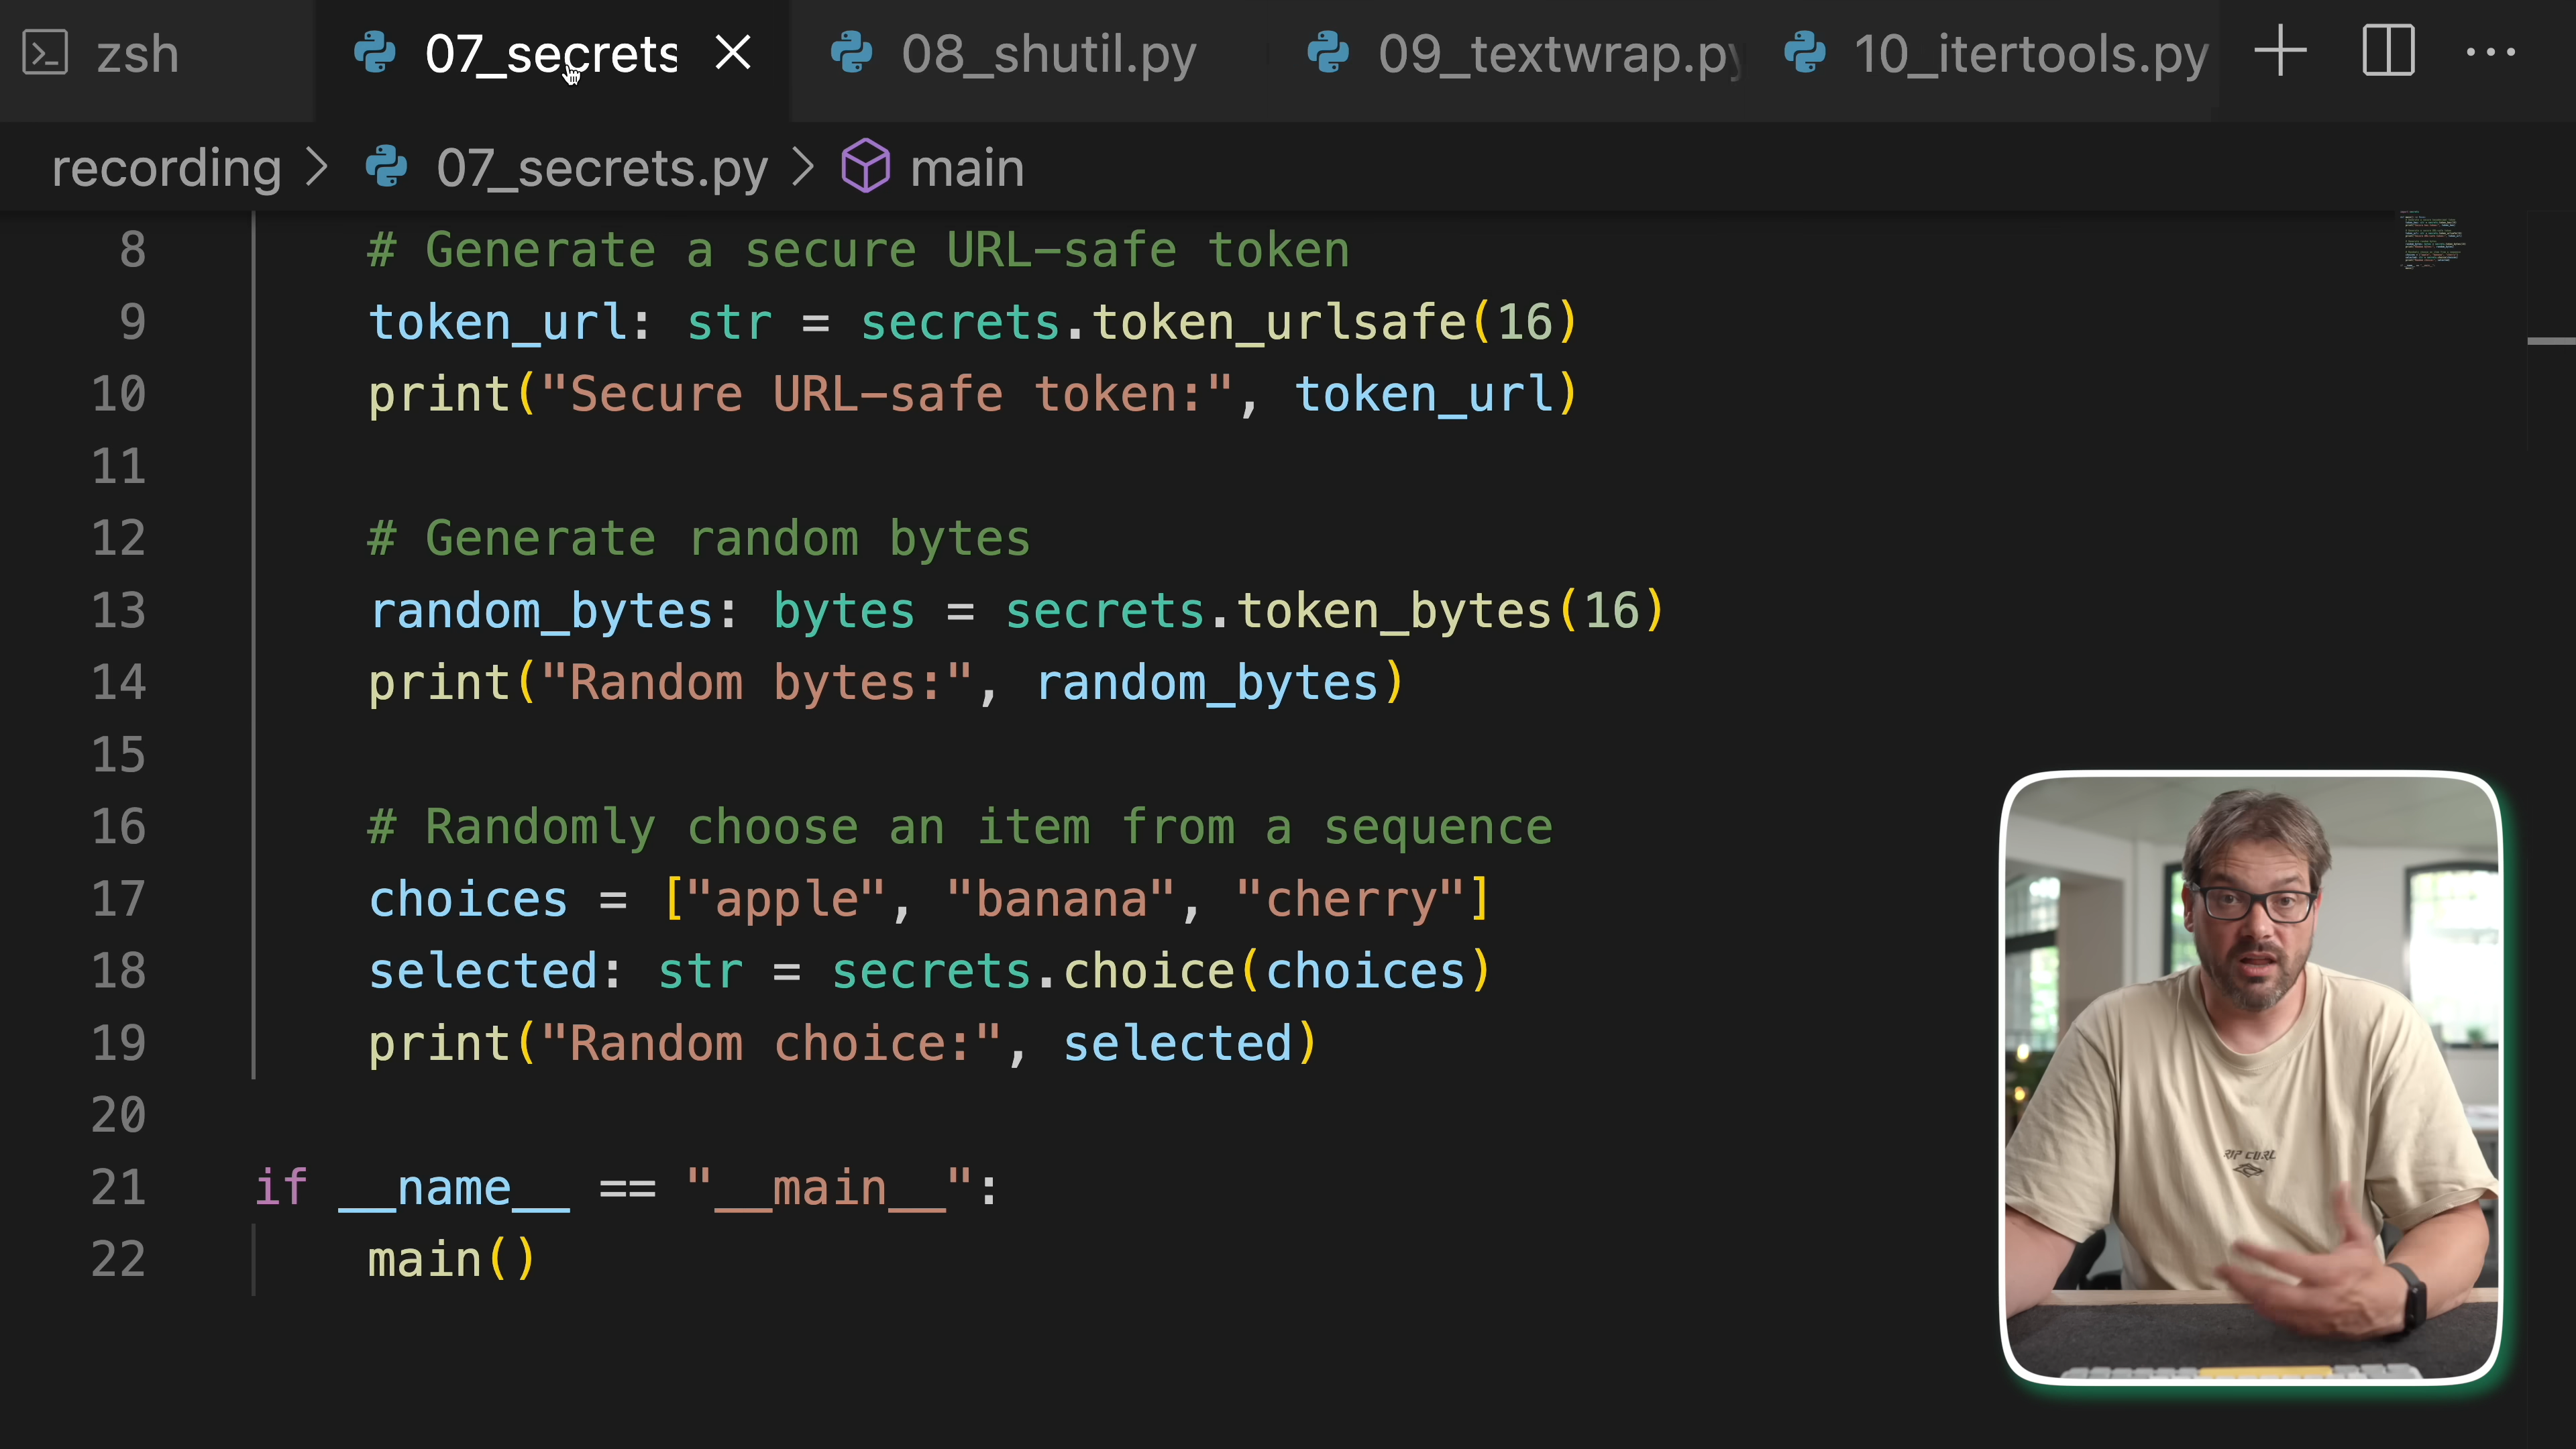 zsh
07_secrets
08_shutil.py
09_textwrap.py
10_itertools.py
recording > 07_secrets.py > main
8 # Generate a secure URL-safe token
9 token_url: str = secrets.token_urlsafe(16)
10 print("Secure URL-safe token:", token_url)
11
12 # Generate random bytes
13 random_bytes: bytes = secrets.token_bytes(16)
14 print("Random bytes:", random_bytes)
15
16 # Randomly choose an item from a sequence
17 choices = ["apple", "banana", "cherry"]
18 selected: str = secrets.choice(choices)
19 print("Random choice:", selected)
20
21 if __name__ == "__main__":
22 main()
RIP CURL